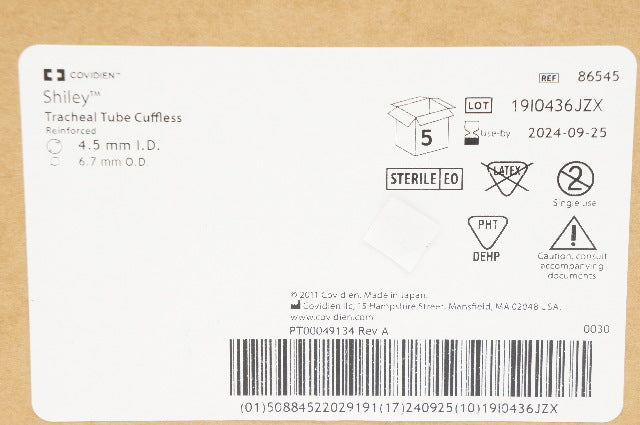 COVIDIEN™
Shiley™
Tracheal Tube Cuffless
Reinforced
4.5 mm I.D.
6.7 mm O.D.
REF 86545
5
LOT 19I0436JZX
Use-by 2024-09-25
STERILE EO
LATEX
2
Single use
PHT
DEHP
!
Caution, consult
accompanying
documents
© 2011 Covidien. Made in Japan.
Covidien llc, 15 Hampshire Street, Mansfield, MA 02048 USA.
www.covidien.com
PT00049134 Rev A
0030
(01)50884522029191(17)240925(10)19I0436JZX